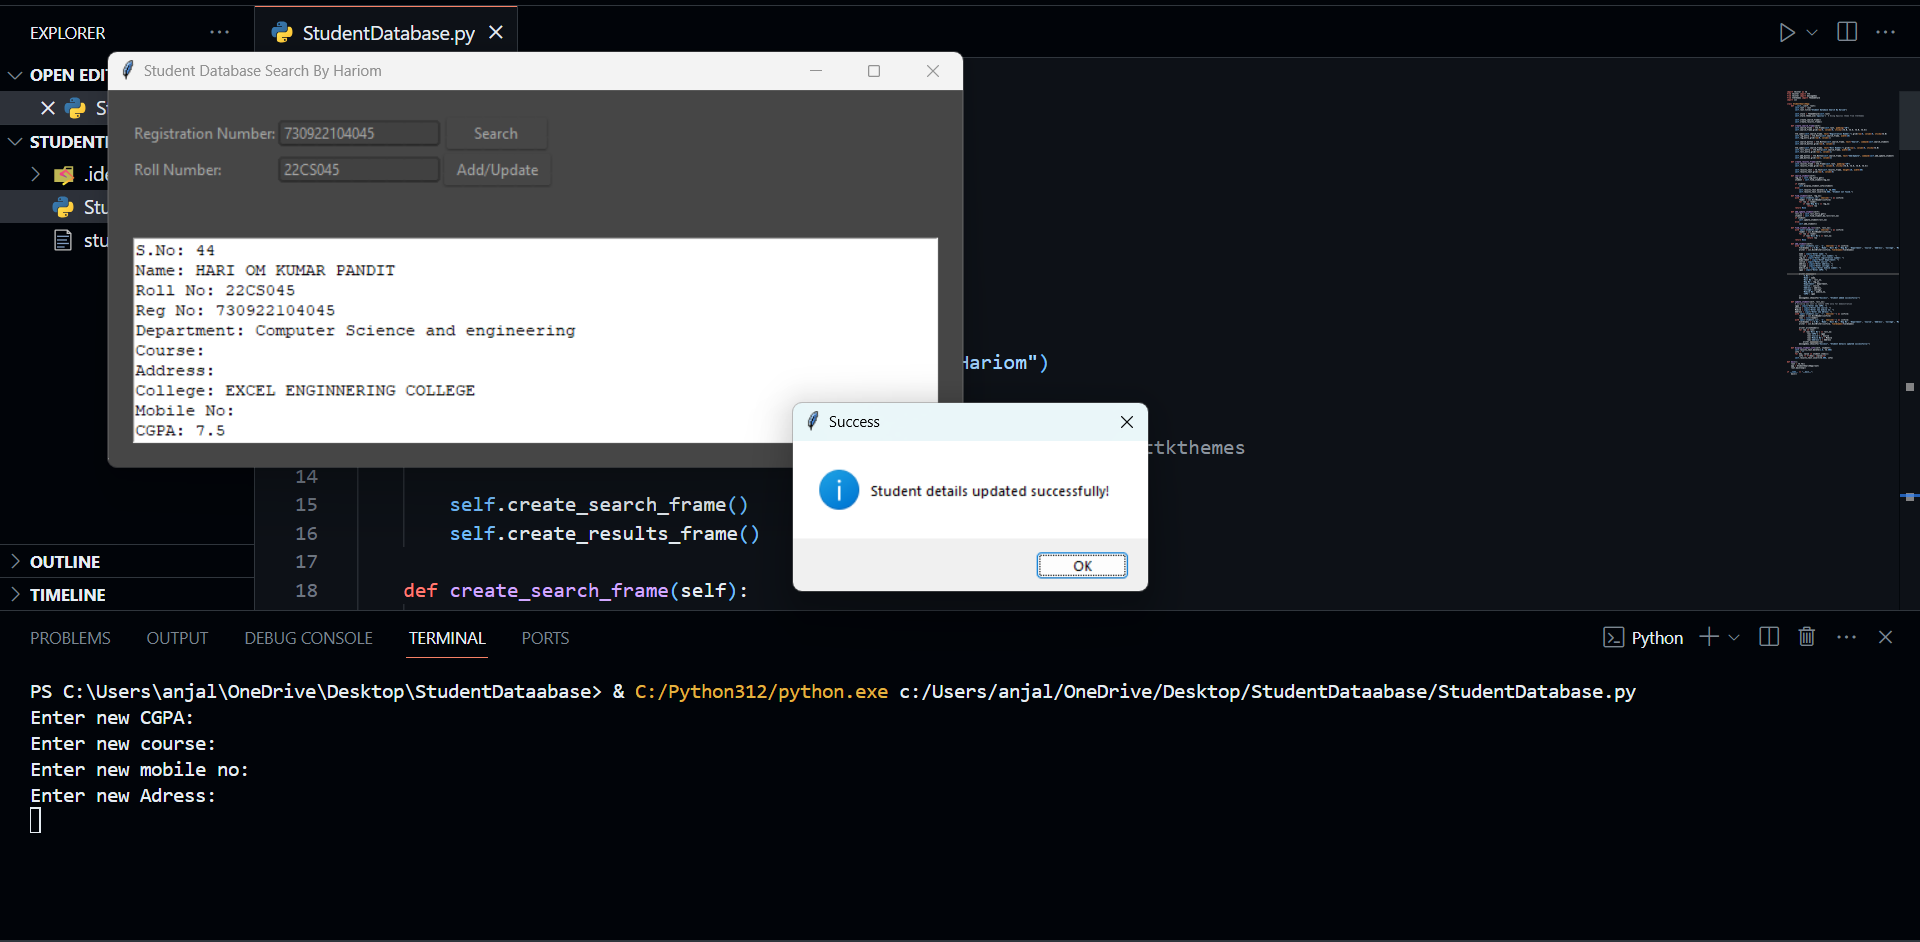 EXPLORER
StudentDatabase.py
OPEN EDI
S
STUDENT
.id
Stu
stu
OUTLINE
TIMELINE
Student Database Search By Hariom
Registration Number: 730922104045 Search
Roll Number: 22CS045 Add/Update
S.No: 44
Name: HARI OM KUMAR PANDIT
Roll No: 22CS045
Reg No: 730922104045
Department: Computer Science and engineering
Course:
Address:
College: EXCEL ENGINNERING COLLEGE
Mobile No:
CGPA: 7.5
Hariom")
ttkthemes
Success
Student details updated successfully!
OK
14
15 self.create_search_frame()
16 self.create_results_frame()
17
18 def create_search_frame(self):
PROBLEMS OUTPUT DEBUG CONSOLE TERMINAL PORTS
Python
PS C:\Users\anjal\OneDrive\Desktop\StudentDataabase> & C:/Python312/python.exe c:/Users/anjal/OneDrive/Desktop/StudentDataabase/StudentDatabase.py
Enter new CGPA:
Enter new course:
Enter new mobile no:
Enter new Adress: